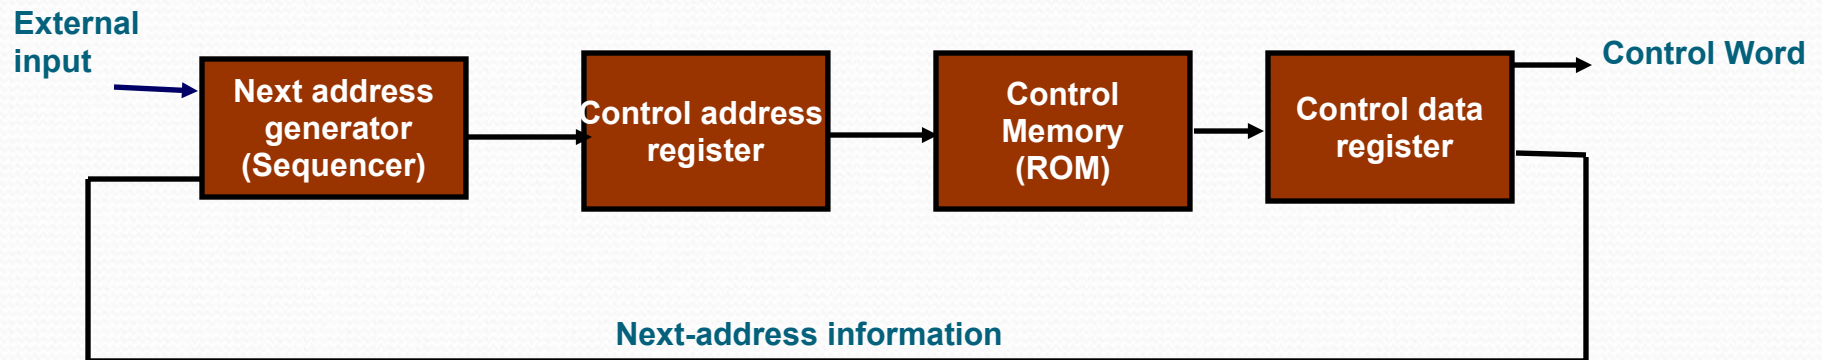 External
input
Next address
generator
(Sequencer)
Control address
register
Control
Memory
(ROM)
Control data
register
Control Word
Next-address information